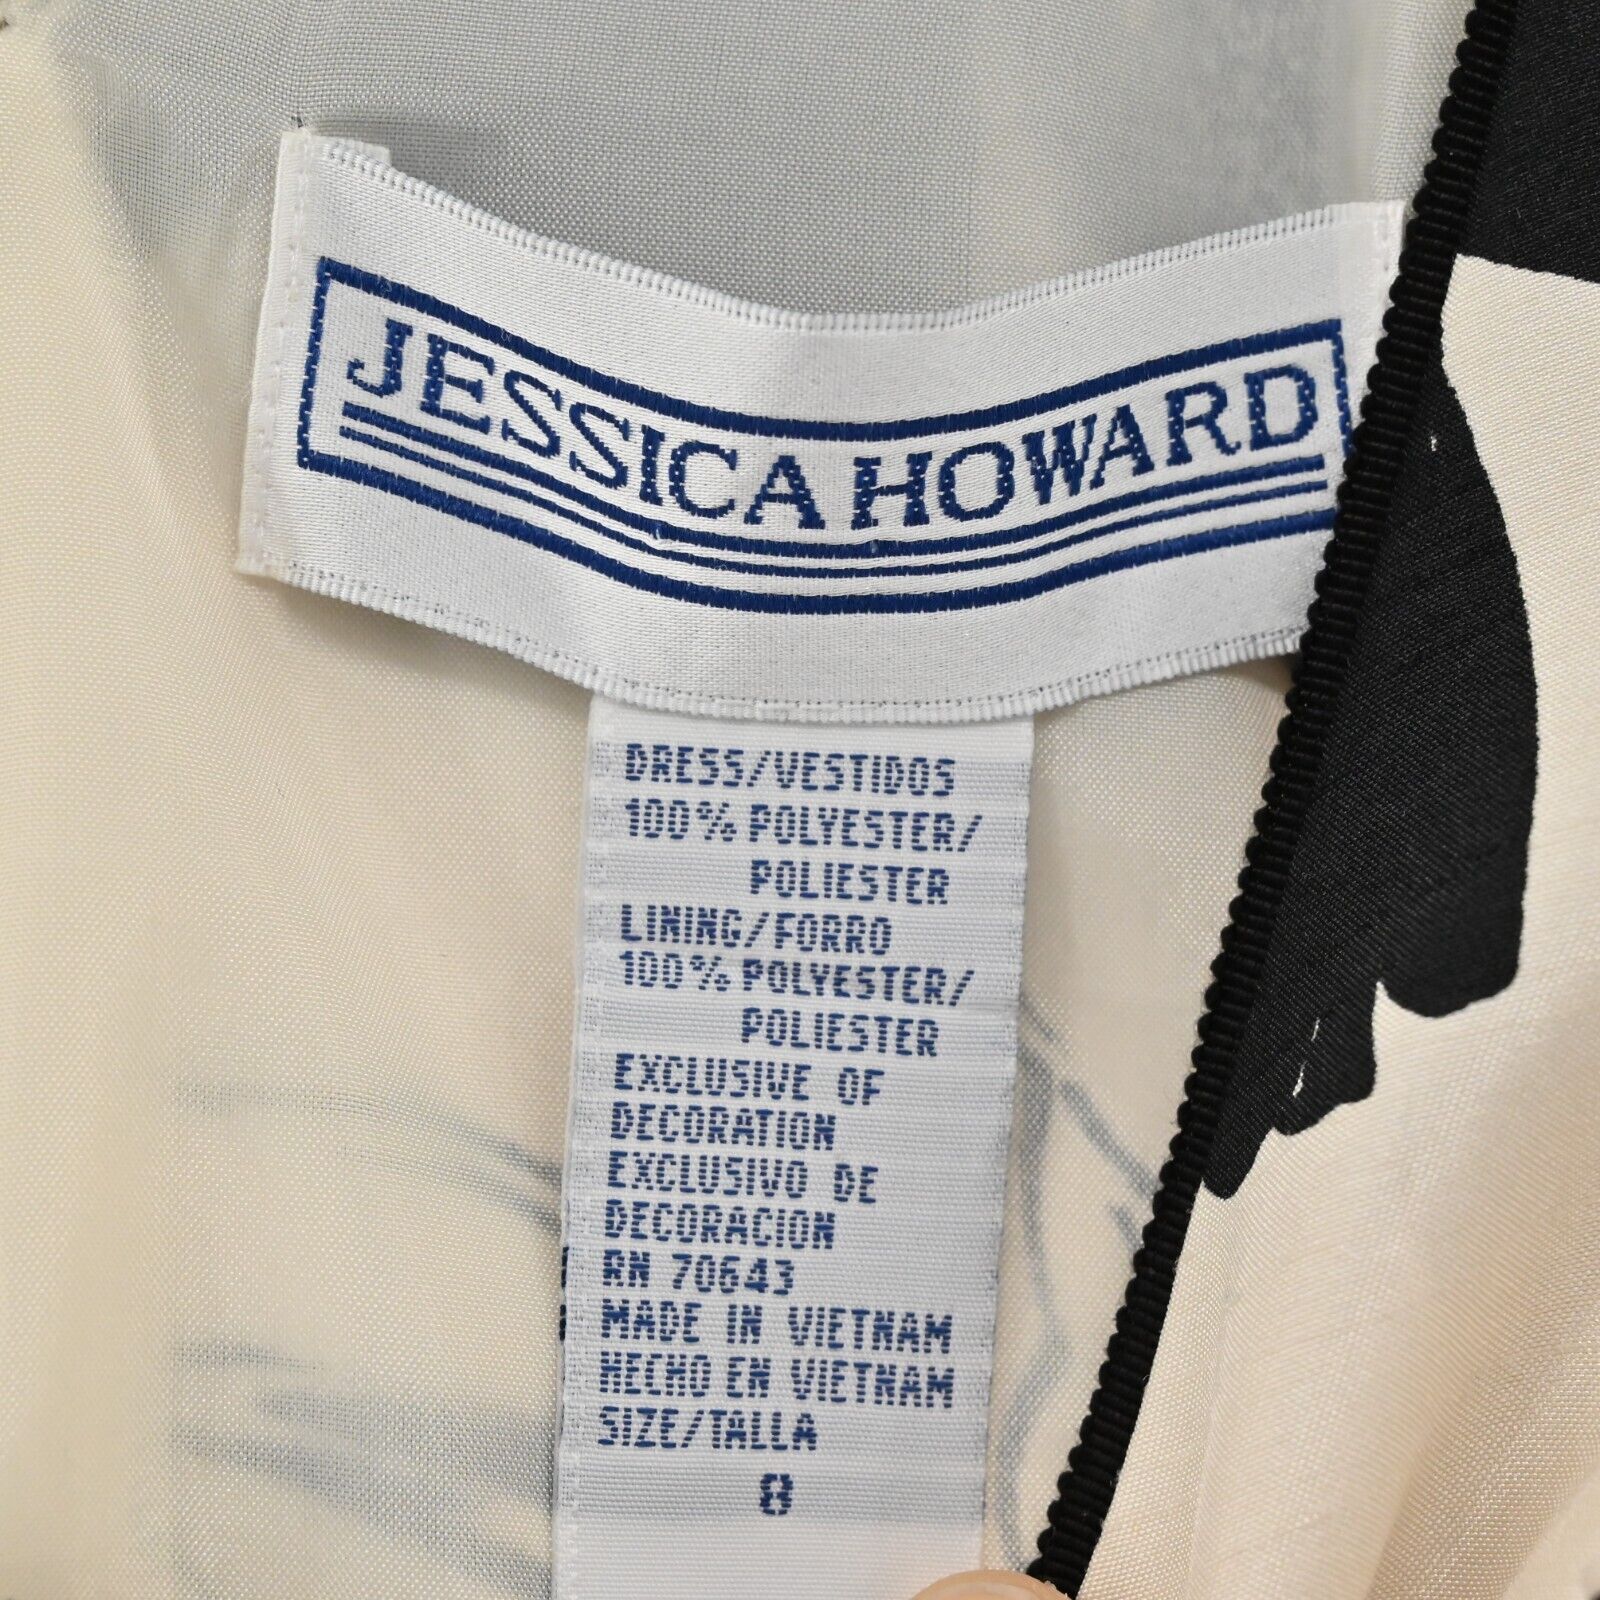 JESSICA HOWARD
DRESS/VESTIDOS
100% POLYESTER/
POLIESTER
LINING/FORRO
100% POLYESTER/
POLIESTER
EXCLUSIVE OF
DECORATION
EXCLUSIVO DE
DECORACION
RN 70643
MADE IN VIETNAM
HECHO EN VIETNAM
SIZE/TALLA
8